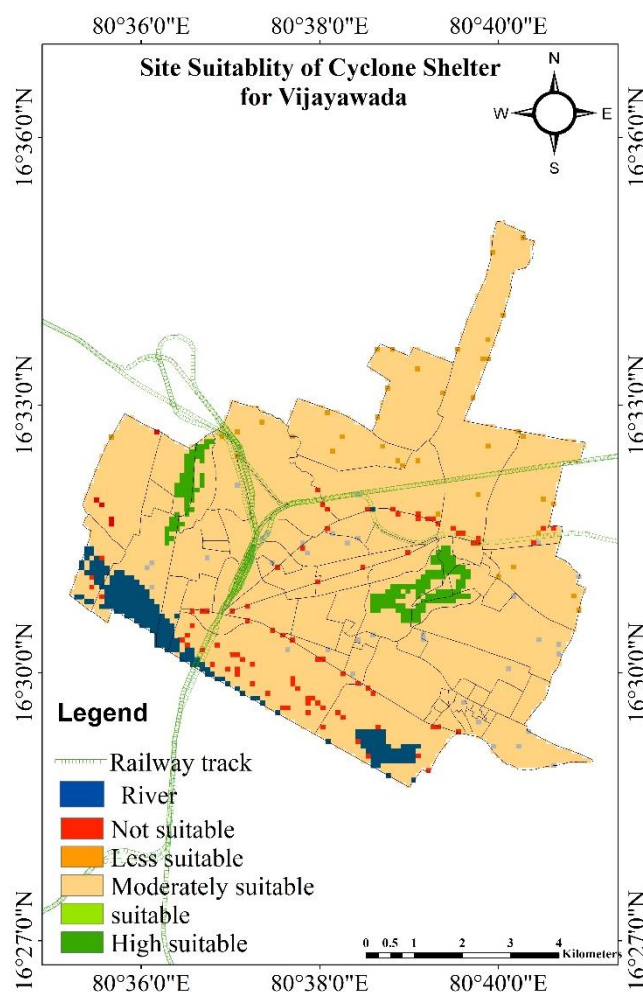 80°36'0"E 80°38'0"E 80°40'0"E
Site Suitablity of Cyclone Shelter
for Vijayawada
N
W E
S
16°36'0"N 16°36'0"N
16°33'0"N 16°33'0"N
16°30'0"N 16°30'0"N
Legend
Railway track
River
Not suitable
Less suitable
Moderately suitable
suitable
High suitable
0 0.5 1 2 3 4
Kilometers
16°27'0"N 16°27'0"N
80°36'0"E 80°38'0"E 80°40'0"E